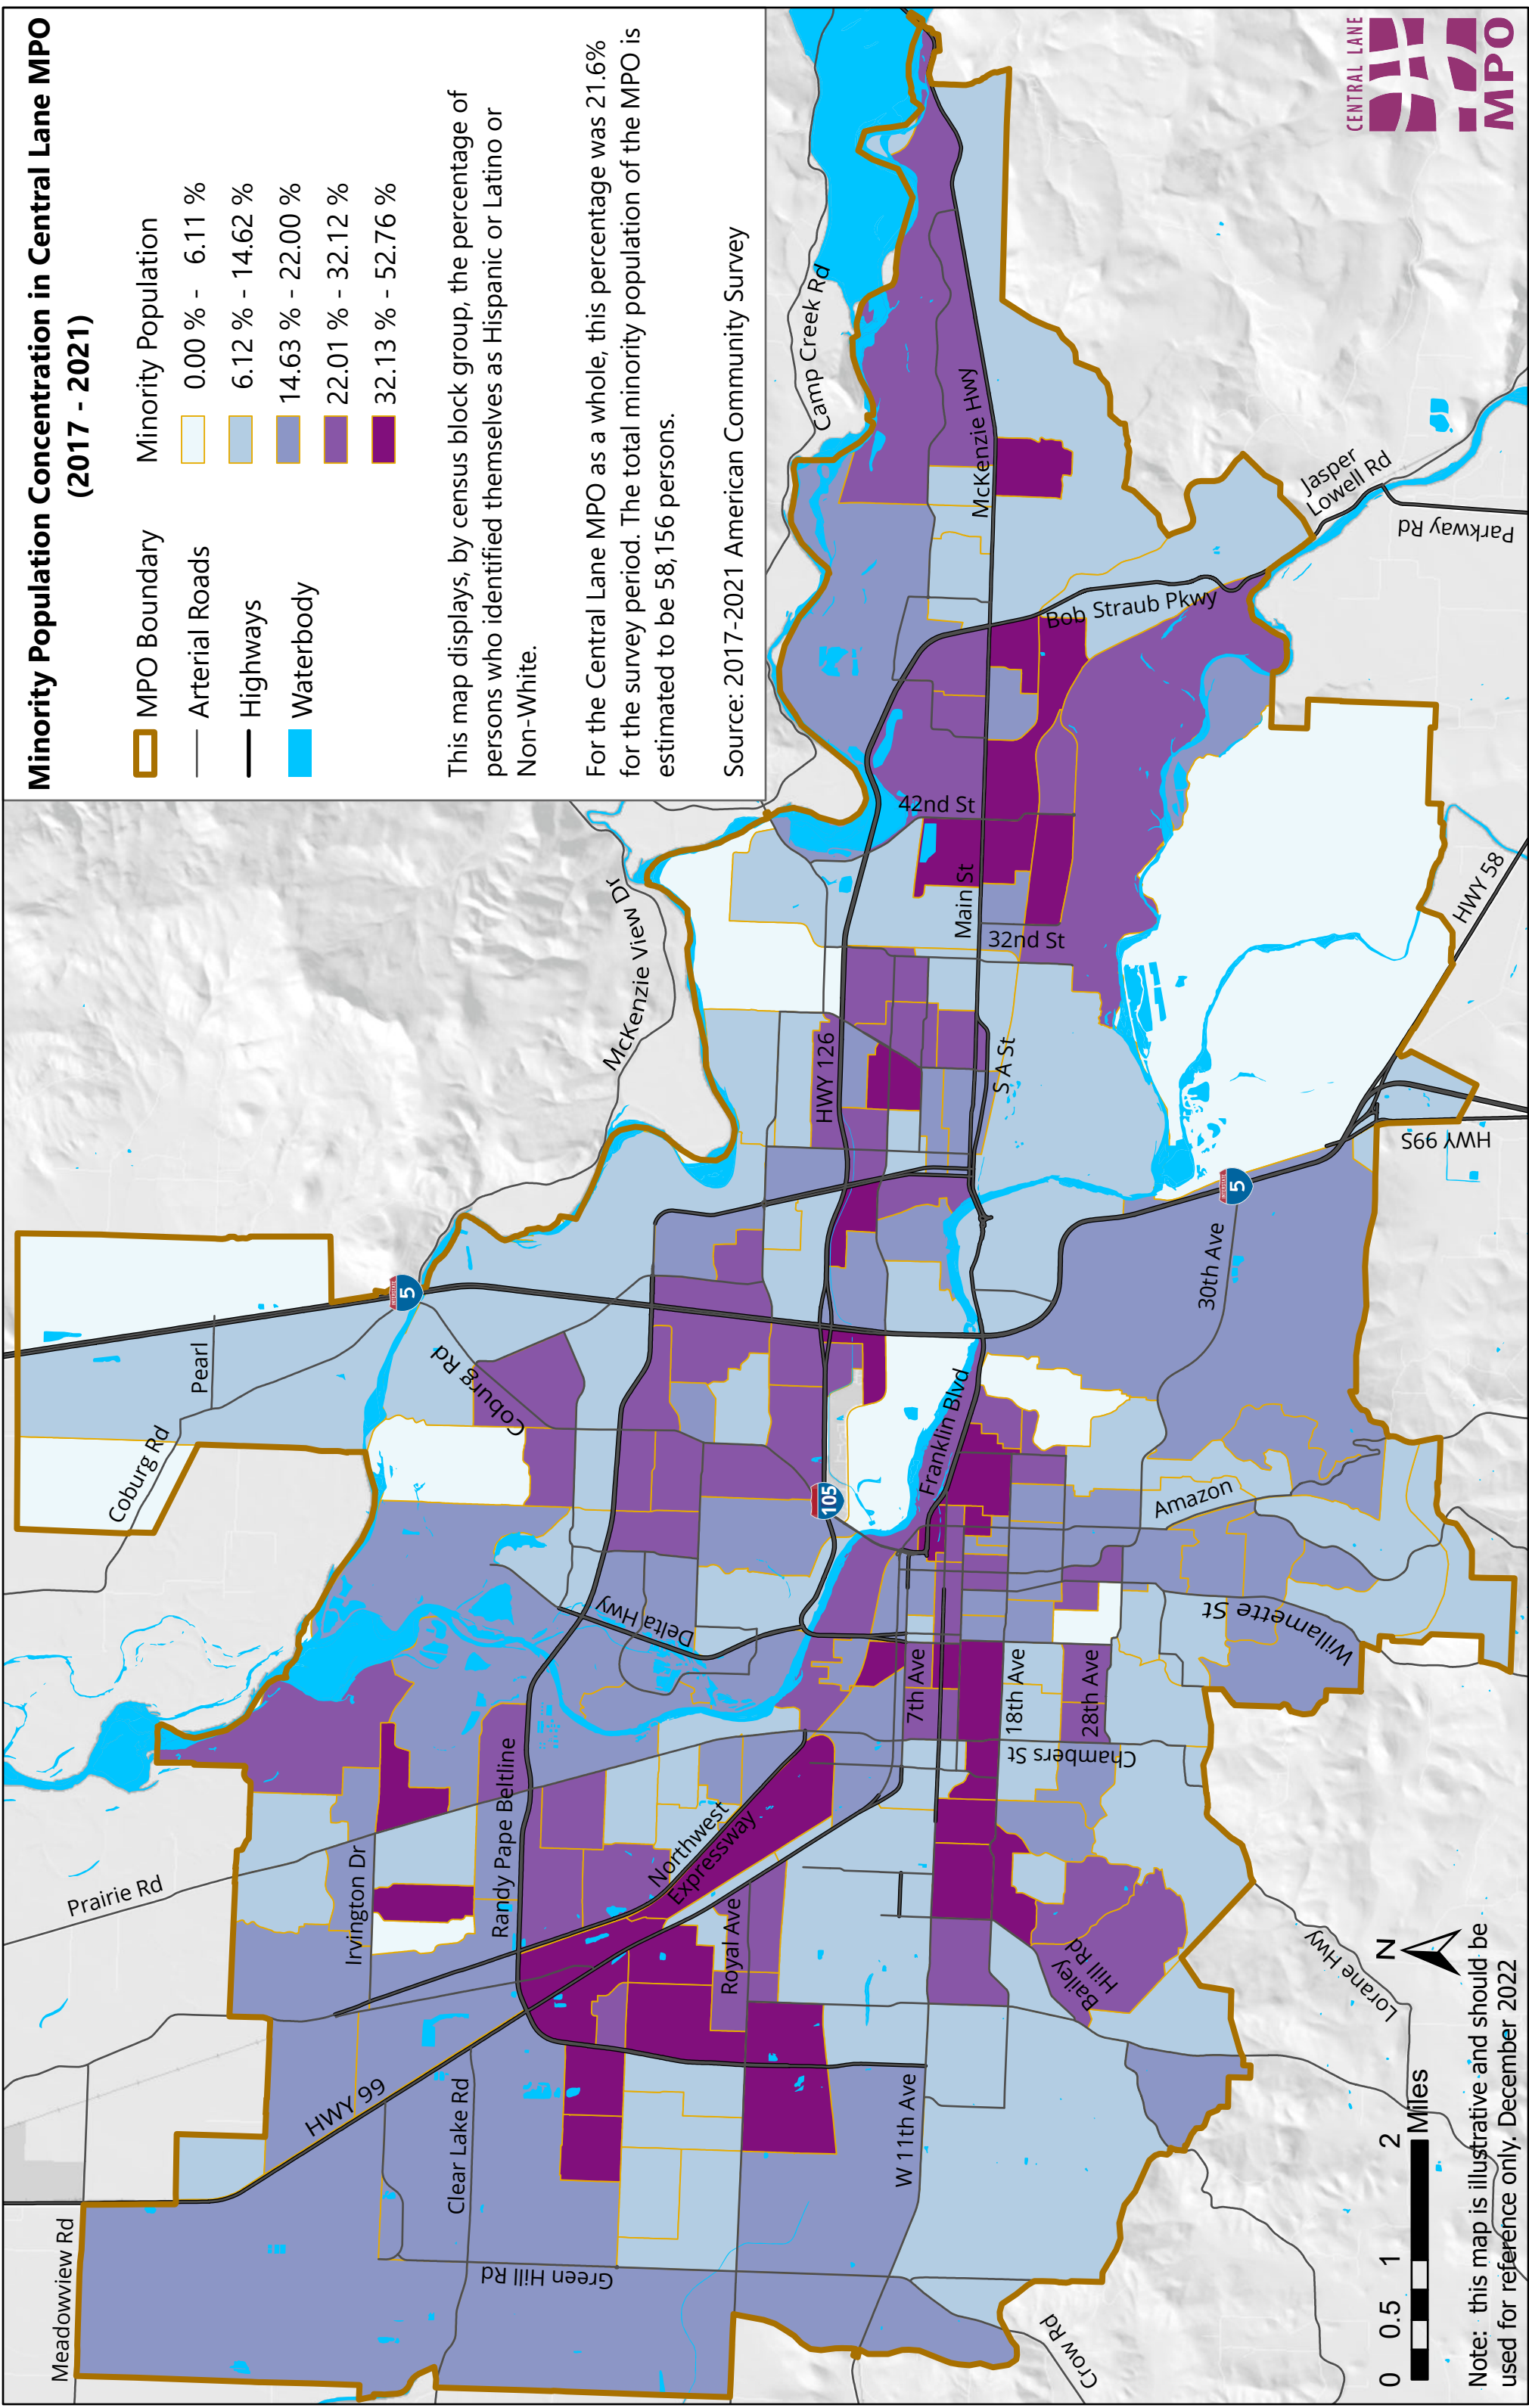 Minority Population Concentration in Central Lane MPO
(2017 - 2021)
MPO Boundary
Arterial Roads
Highways
Waterbody
Minority Population
0.00 % - 6.11 %
6.12 % - 14.62 %
14.63 % - 22.00 %
22.01 % - 32.12 %
32.13 % - 52.76 %
This map displays, by census block group, the percentage of
persons who identified themselves as Hispanic or Latino or
Non-White.
For the Central Lane MPO as a whole, this percentage was 21.6%
for the survey period. The total minority population of the MPO is
estimated to be 58,156 persons.
Source: 2017-2021 American Community Survey
Meadowview Rd
HWY 99
Clear Lake Rd
Green Hill Rd
Prairie Rd
Irvington Dr
Randy Pape Beltline
Northwest
Expressway
Royal Ave
W 11th Ave
Crow Rd
Bailey
Hill Rd
Lorane Hwy
Chambers St
7th Ave
18th Ave
28th Ave
Willamette St
Amazon
30th Ave
Delta Hwy
Coburg Rd
Pearl
Coburg Rd
INTERSTATE
5
105
Franklin Blvd
INTERSTATE
5
HWY 99S
HWY 58
McKenzie View Dr
HWY 126
S A St
Main St
32nd St
42nd St
Bob Straub Pkwy
McKenzie Hwy
Camp Creek Rd
Jasper
Lowell Rd
Parkway Rd
CENTRAL LANE
MPO
N
0 0.5 1 2
Miles
Note: this map is illustrative and should be
used for reference only. December 2022